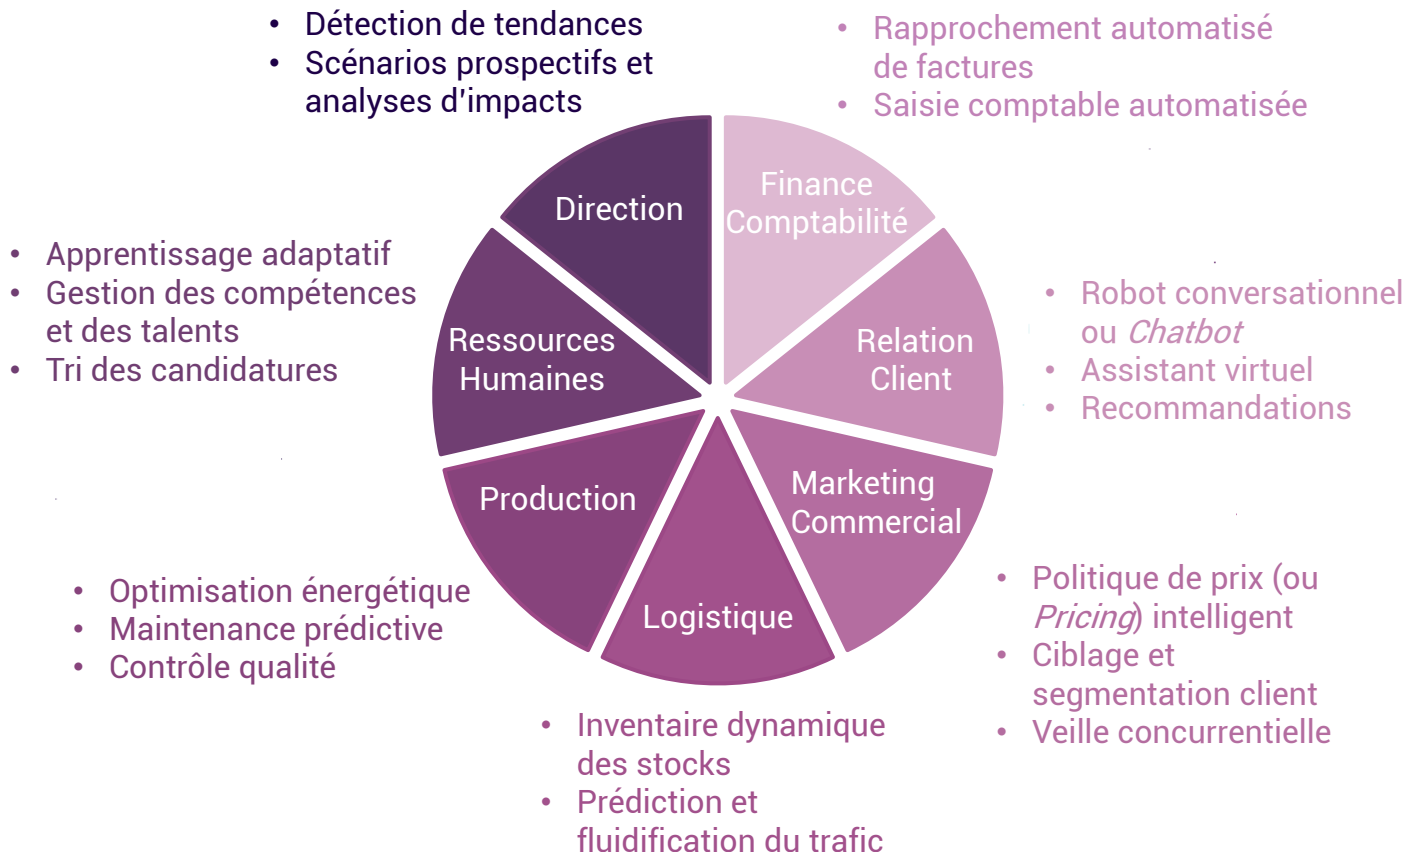 • Détection de tendances
• Scénarios prospectifs et
analyses d'impacts
• Rapprochement automatisé
de factures
• Saisie comptable automatisée
Direction
Finance
Comptabilité
• Apprentissage adaptatif
• Gestion des compétences
et des talents
• Tri des candidatures
Ressources
Humaines
Relation
Client
• Robot conversationnel
ou Chatbot
• Assistant virtuel
• Recommandations
Production
Marketing
Commercial
• Optimisation énergétique
• Maintenance prédictive
• Contrôle qualité
Logistique
• Politique de prix (ou
Pricing) intelligent
• Ciblage et
segmentation client
• Veille concurrentielle
• Inventaire dynamique
des stocks
• Prédiction et
fluidification du trafic